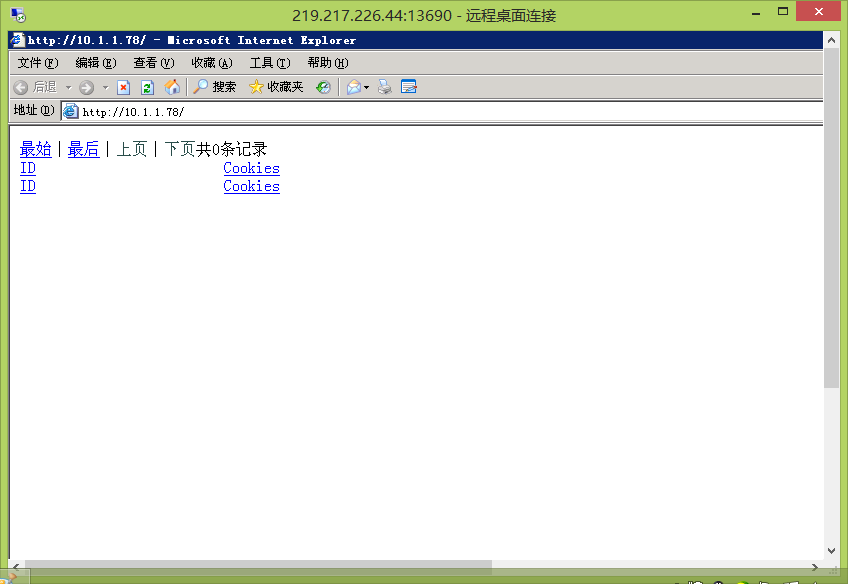 219.217.226.44:13690 - 远程桌面连接
http://10.1.1.78/ - Microsoft Internet Explorer
文件(F) 编辑(E) 查看(V) 收藏(A) 工具(T) 帮助(H)
后退 搜索 收藏夹
地址(D) http://10.1.1.78/
最始 | 最后 | 上页 | 下页共0条记录
ID Cookies
ID Cookies